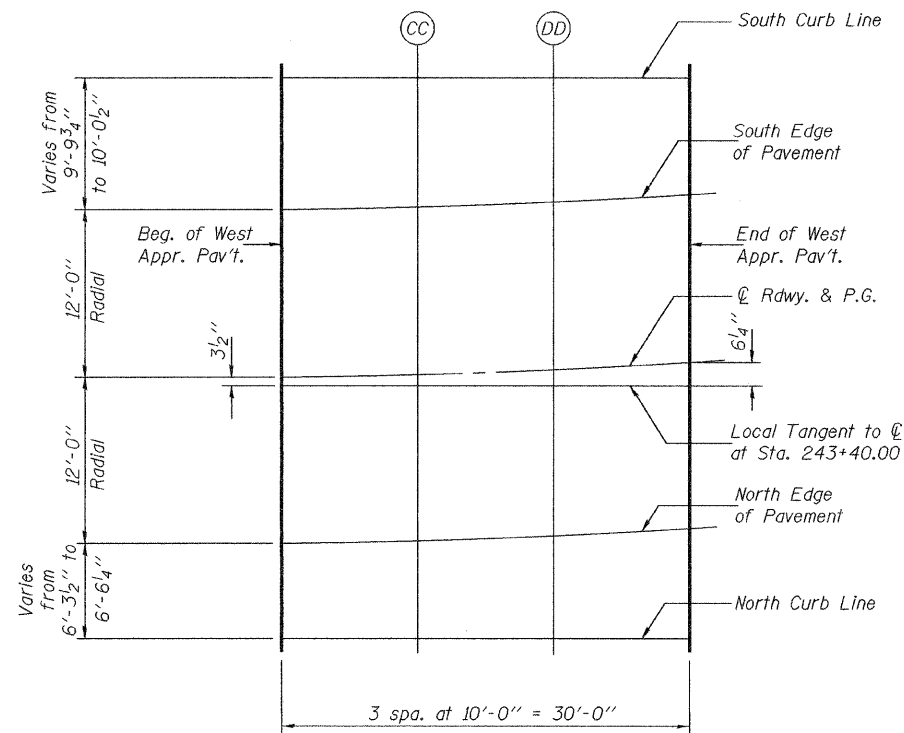 CC
DD
South Curb Line
Varies from
9'-9¾"
to 10'-0½"
South Edge
of Pavement
Beg. of West
Appr. Pav't.
End of West
Appr. Pav't.
12'-0"
Radial
3½"
℄ Rdwy. & P.G.
6¼"
Local Tangent to ℄
at Sta. 243+40.00
12'-0"
Radial
North Edge
of Pavement
Varies
from
6'-3½" to
6'-6¼"
North Curb Line
3 spa. at 10'-0" = 30'-0"